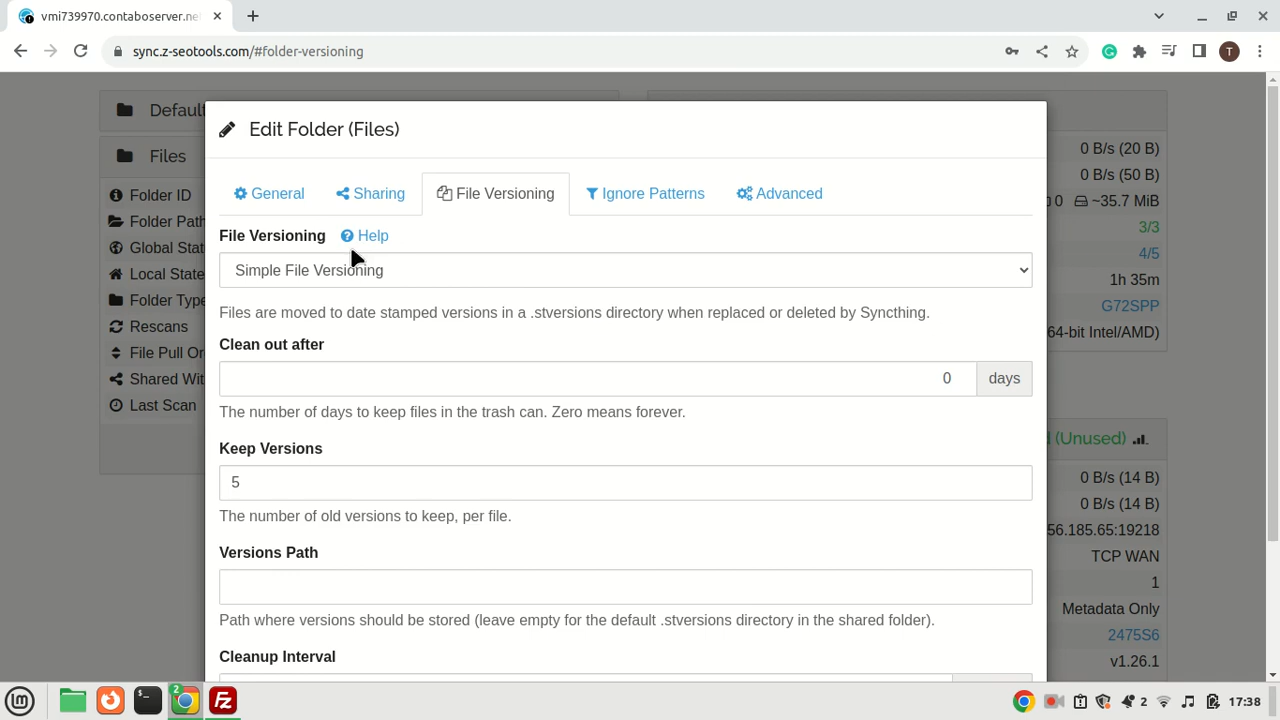 vmi739970.contaboserver.ne
sync.z-seotools.com/#folder-versioning
T
Default
Files
Folder ID
Folder Path
Global Stat
Local State
Folder Type
Rescans
File Pull Or
Shared Wit
Last Scan
Edit Folder (Files)
General
Sharing
File Versioning
Ignore Patterns
Advanced
File Versioning
Help
Simple File Versioning
Files are moved to date stamped versions in a .stversions directory when replaced or deleted by Syncthing.
Clean out after
0 days
The number of days to keep files in the trash can. Zero means forever.
Keep Versions
5
The number of old versions to keep, per file.
Versions Path
Path where versions should be stored (leave empty for the default .stversions directory in the shared folder).
Cleanup Interval
0 B/s (20 B)
0 B/s (50 B)
0 ~35.7 MiB
3/3
4/5
1h 35m
G72SPP
64-bit Intel/AMD)
(Unused)
0 B/s (14 B)
0 B/s (14 B)
56.185.65:19218
TCP WAN
1
Metadata Only
2475S6
v1.26.1
2
2
17:38